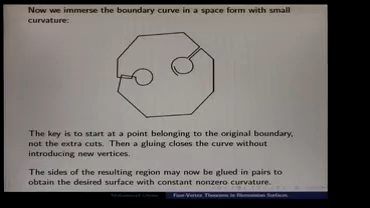 Now we immerse the boundary curve in a space form with small
curvature:
The key is to start at a point belonging to the original boundary,
not the extra cuts. Then a gluing closes the curve without
introducing new vertices.
The sides of the resulting region may now be glued in pairs to
obtain the desired surface with constant nonzero curvature.
Four-Vertex Theorems in Riemannian Surfaces